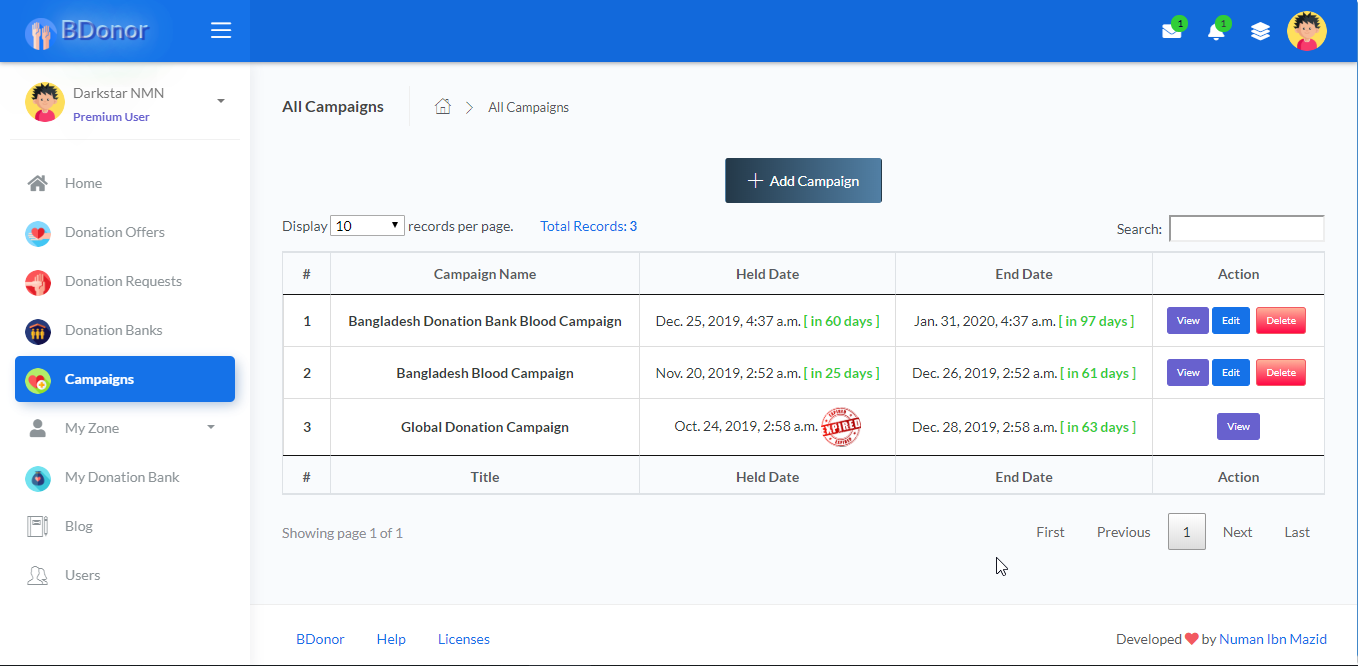 BDonor
1
1
Darkstar NMN
Premium User
Home
Donation Offers
Donation Requests
Donation Banks
Campaigns
My Zone
My Donation Bank
Blog
Users
All Campaigns
All Campaigns
Add Campaign
Display 10 records per page. Total Records: 3
Search:
# Campaign Name Held Date End Date Action
1 Bangladesh Donation Bank Blood Campaign Dec. 25, 2019, 4:37 a.m. [ in 60 days ] Jan. 31, 2020, 4:37 a.m. [ in 97 days ] View Edit Delete
2 Bangladesh Blood Campaign Nov. 20, 2019, 2:52 a.m. [ in 25 days ] Dec. 26, 2019, 2:52 a.m. [ in 61 days ] View Edit Delete
3 Global Donation Campaign Oct. 24, 2019, 2:58 a.m. EXPIRED EXPIRED EXPIRED Dec. 28, 2019, 2:58 a.m. [ in 63 days ] View
# Title Held Date End Date Action
Showing page 1 of 1
First Previous 1 Next Last
BDonor Help Licenses
Developed by Numan Ibn Mazid